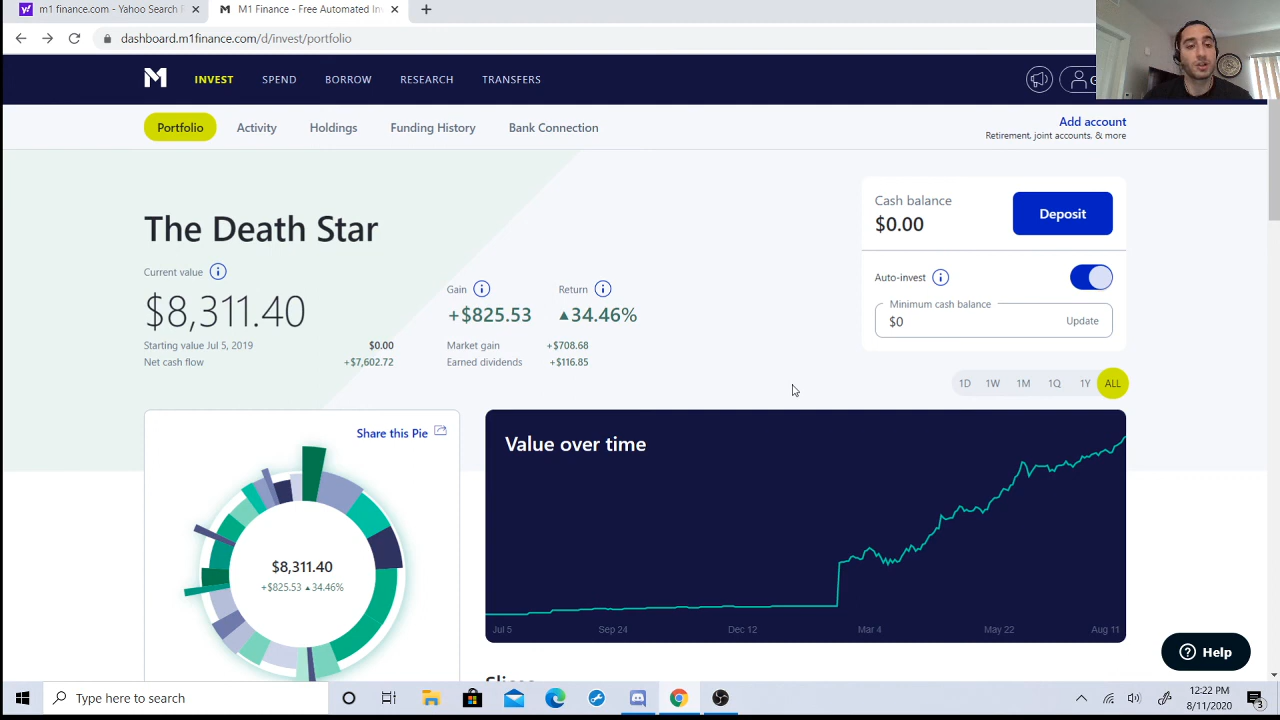 m1 finance.com - Yahoo Search R
M1 Finance - Free Automated Inv
dashboard.m1finance.com/d/invest/portfolio
INVEST
SPEND
BORROW
RESEARCH
TRANSFERS
Portfolio
Activity
Holdings
Funding History
Bank Connection
Add account
Retirement, joint accounts, & more
The Death Star
Current value
$8,311.40
Starting value Jul 5, 2019 $0.00
Net cash flow +$7,602.72
Gain
+$825.53
Return
▲34.46%
Market gain +$708.68
Earned dividends +$116.85
Cash balance
$0.00
Deposit
Auto-invest
Minimum cash balance
$0
Update
1D 1W 1M 1Q 1Y ALL
Share this Pie
$8,311.40
+$825.53 ▲34.46%
Value over time
Jul 5 Sep 24 Dec 12 Mar 4 May 22 Aug 11
Help
Type here to search
12:22 PM
8/11/2020
3